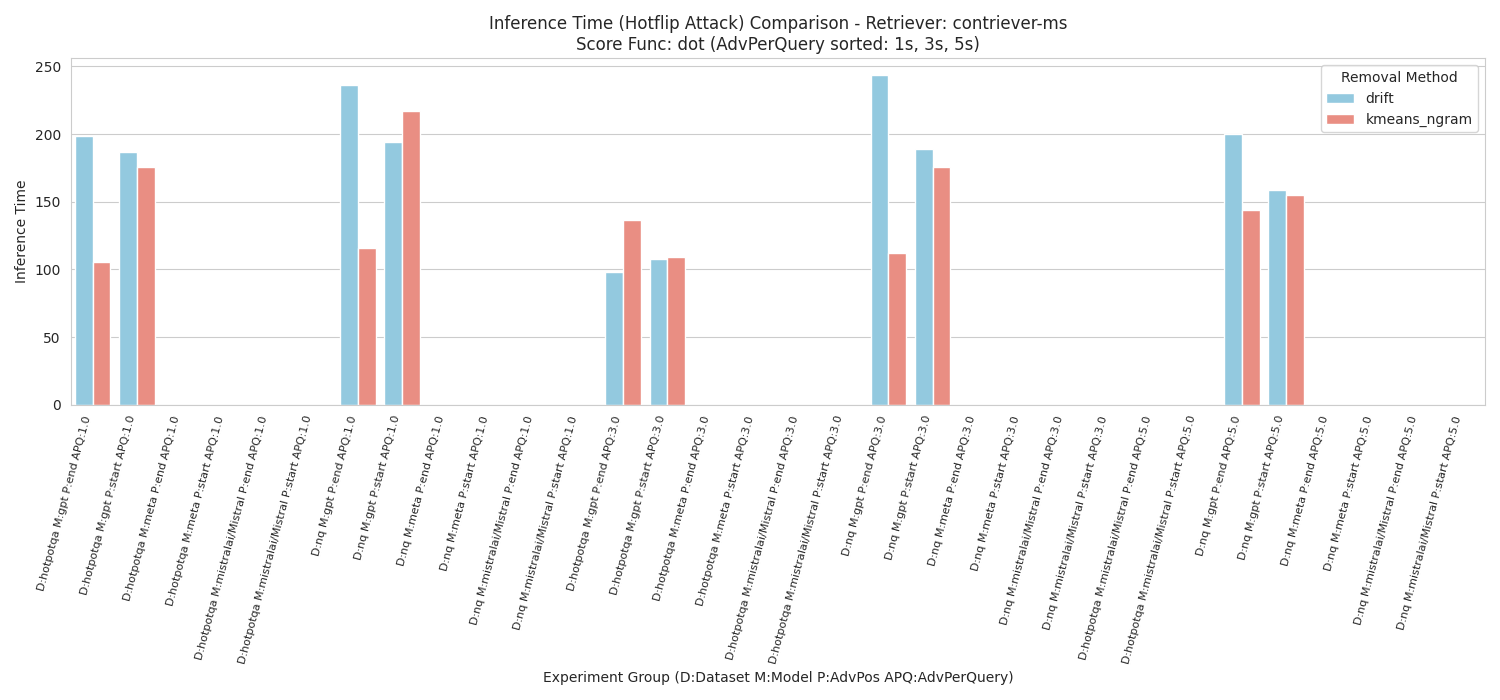 Inference Time (Hotflip Attack) Comparison - Retriever: contriever-ms
Score Func: dot (AdvPerQuery sorted: 1s, 3s, 5s)
Removal Method
drift
kmeans_ngram
Inference Time
250
200
150
100
50
0
D:hotpotqa M:gpt P:end APQ:1.0
D:hotpotqa M:gpt P:start APQ:1.0
D:hotpotqa M:meta P:end APQ:1.0
D:hotpotqa M:meta P:start APQ:1.0
D:hotpotqa M:mistralai/Mistral P:end APQ:1.0
D:hotpotqa M:mistralai/Mistral P:start APQ:1.0
D:nq M:gpt P:end APQ:1.0
D:nq M:gpt P:start APQ:1.0
D:nq M:meta P:end APQ:1.0
D:nq M:meta P:start APQ:1.0
D:nq M:mistralai/Mistral P:end APQ:1.0
D:nq M:mistralai/Mistral P:start APQ:1.0
D:hotpotqa M:gpt P:end APQ:3.0
D:hotpotqa M:gpt P:start APQ:3.0
D:hotpotqa M:meta P:end APQ:3.0
D:hotpotqa M:meta P:start APQ:3.0
D:hotpotqa M:mistralai/Mistral P:end APQ:3.0
D:hotpotqa M:mistralai/Mistral P:start APQ:3.0
D:nq M:gpt P:end APQ:3.0
D:nq M:gpt P:start APQ:3.0
D:nq M:meta P:end APQ:3.0
D:nq M:meta P:start APQ:3.0
D:nq M:mistralai/Mistral P:end APQ:3.0
D:nq M:mistralai/Mistral P:start APQ:3.0
D:hotpotqa M:mistralai/Mistral P:end APQ:5.0
D:hotpotqa M:mistralai/Mistral P:start APQ:5.0
D:nq M:gpt P:end APQ:5.0
D:nq M:gpt P:start APQ:5.0
D:nq M:meta P:end APQ:5.0
D:nq M:meta P:start APQ:5.0
D:nq M:mistralai/Mistral P:end APQ:5.0
D:nq M:mistralai/Mistral P:start APQ:5.0
Experiment Group (D:Dataset M:Model P:AdvPos APQ:AdvPerQuery)